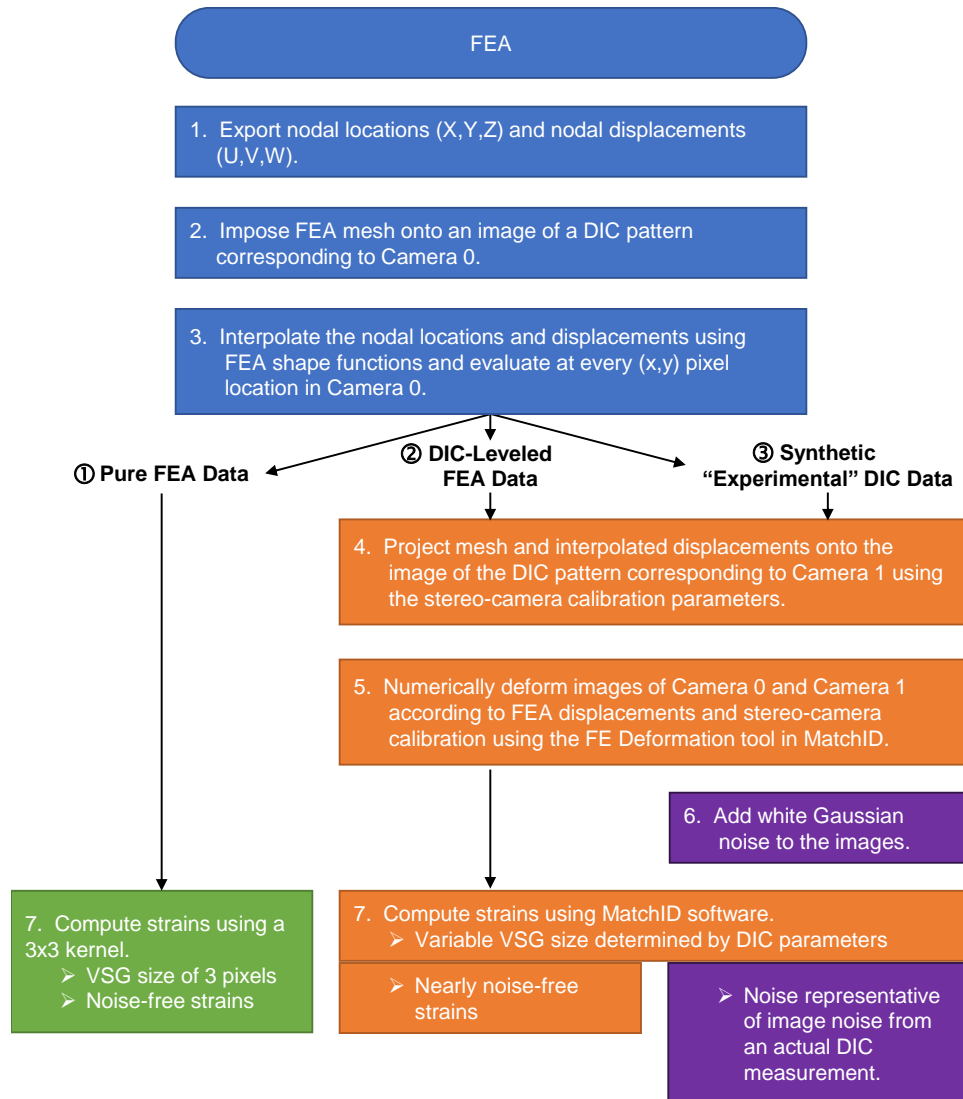 FEA
1. Export nodal locations (X,Y,Z) and nodal displacements
(U,V,W).
2. Impose FEA mesh onto an image of a DIC pattern
corresponding to Camera 0.
3. Interpolate the nodal locations and displacements using
FEA shape functions and evaluate at every (x,y) pixel
location in Camera 0.
① Pure FEA Data
② DIC-Leveled
FEA Data
③ Synthetic
“Experimental” DIC Data
4. Project mesh and interpolated displacements onto the
image of the DIC pattern corresponding to Camera 1 using
the stereo-camera calibration parameters.
5. Numerically deform images of Camera 0 and Camera 1
according to FEA displacements and stereo-camera
calibration using the FE Deformation tool in MatchID.
6. Add white Gaussian
noise to the images.
7. Compute strains using a
3x3 kernel.
➢ VSG size of 3 pixels
➢ Noise-free strains
7. Compute strains using MatchID software.
➢ Variable VSG size determined by DIC parameters
➢ Nearly noise-free
strains
➢ Noise representative
of image noise from
an actual DIC
measurement.